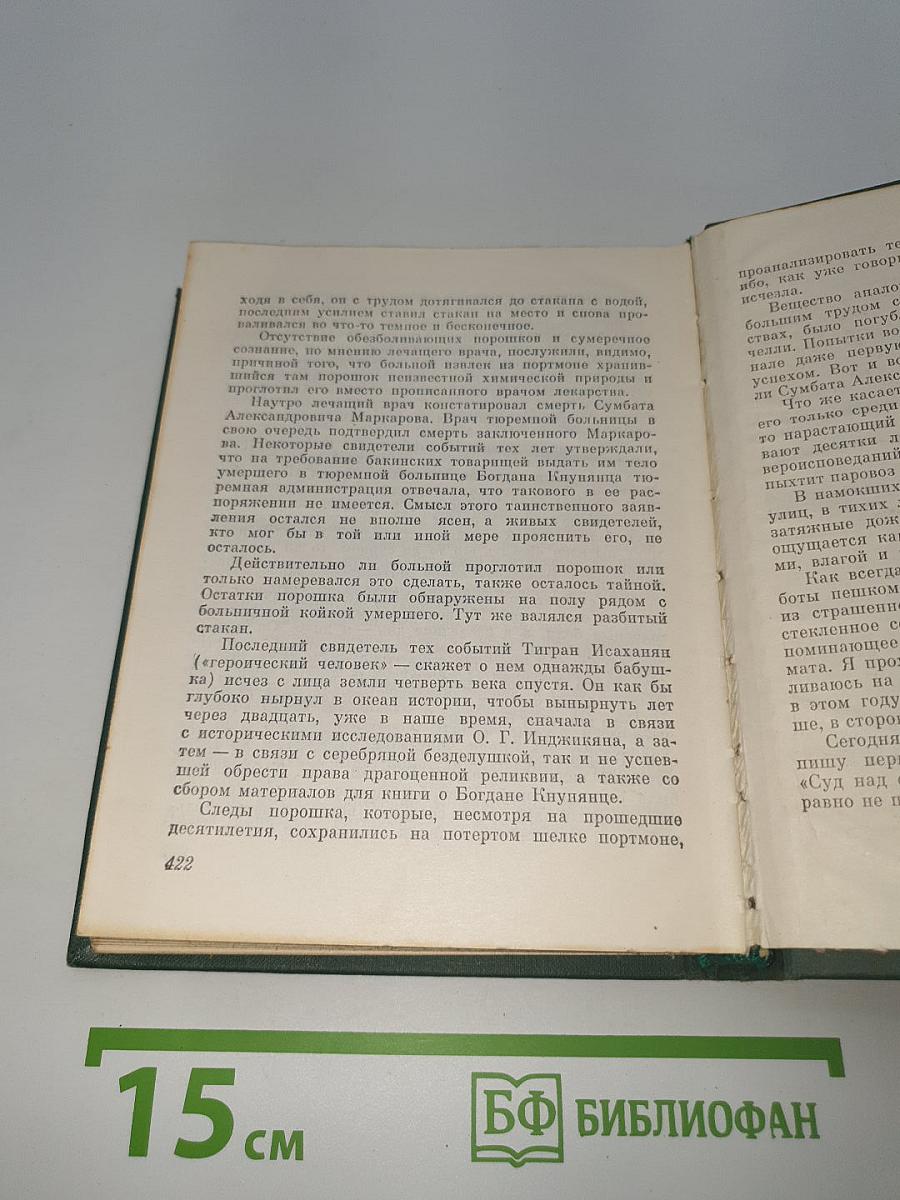 ходя в себя, он с трудом дотягивался до стакана с водой,
последним усилием ставил стакан на место и снова про-
валивался во что-то темное и бесконечное.
Отсутствие обезболивающих порошков и сумеречное
сознание, по мнению лечащего врача, послужили, видимо,
причиной того, что больной извлек из портмоне хранив-
шийся там порошок неизвестной химической природы и
проглотил его вместо прописанного врачом лекарства.
Наутро лечащий врач констатировал смерть Сумбата
Александровича Маркарова. Врач тюремной больницы в
свою очередь подтвердил смерть заключенного Маркаро-
ва. Некоторые свидетели событий тех лет утверждали,
что на требование бакинских товарищей выдать им тело
умершего в тюремной больнице Богдана Кнунянца тю-
ремная администрация отвечала, что такового в ее рас-
поряжении не имеется. Смысл этого таинственного заяв-
ления остался не вполне ясен, а живых свидетелей,
кто мог бы в той или иной мере прояснить его, не
осталось.
Действительно ли больной проглотил порошок или
только намеревался это сделать, также осталось тайной.
Остатки порошка были обнаружены на полу рядом с
больничной койкой умершего. Тут же валялся разбитый
стакан.
Последний свидетель тех событий Тигран Исаханян
(«героический человек» — скажет о нем однажды бабуш-
ка) исчез с лица земли четверть века спустя. Он как бы
глубоко нырнул в океан истории, чтобы вынырнуть лет
через двадцать, уже в наше время, сначала в связи
с историческими исследованиями О. Г. Инджикяна, а за-
тем — в связи с серебряной безделушкой, так и не успев-
шей обрести права драгоценной реликвии, а также со
сбором материалов для книги о Богдане Кнунянце.
Следы порошка, которые, несмотря на прошедшие
десятилетия, сохранились на потертом шелке портмоне,
422
проанализировать
ибо, как уже
исчезла.
Вещество
большим трудом
ствах, было
челли. Попытки
нале даже первую
успехом. Вот и
ли Сумбата
Что же касает
его только среди
то нарастающий
вают десятки
вероисповеданий
пыхтит паровоз
В намокших
улиц, в тихих
затяжные
ощущается
ми, влагой и
Как всегда
боты пешком
из
стекленное
поминающее
мата. Я
ливаюсь на
в этом году
ше, в
Сегодня
пишу
«Суд над
равно не
15 см
БФ БИБЛИОФАН